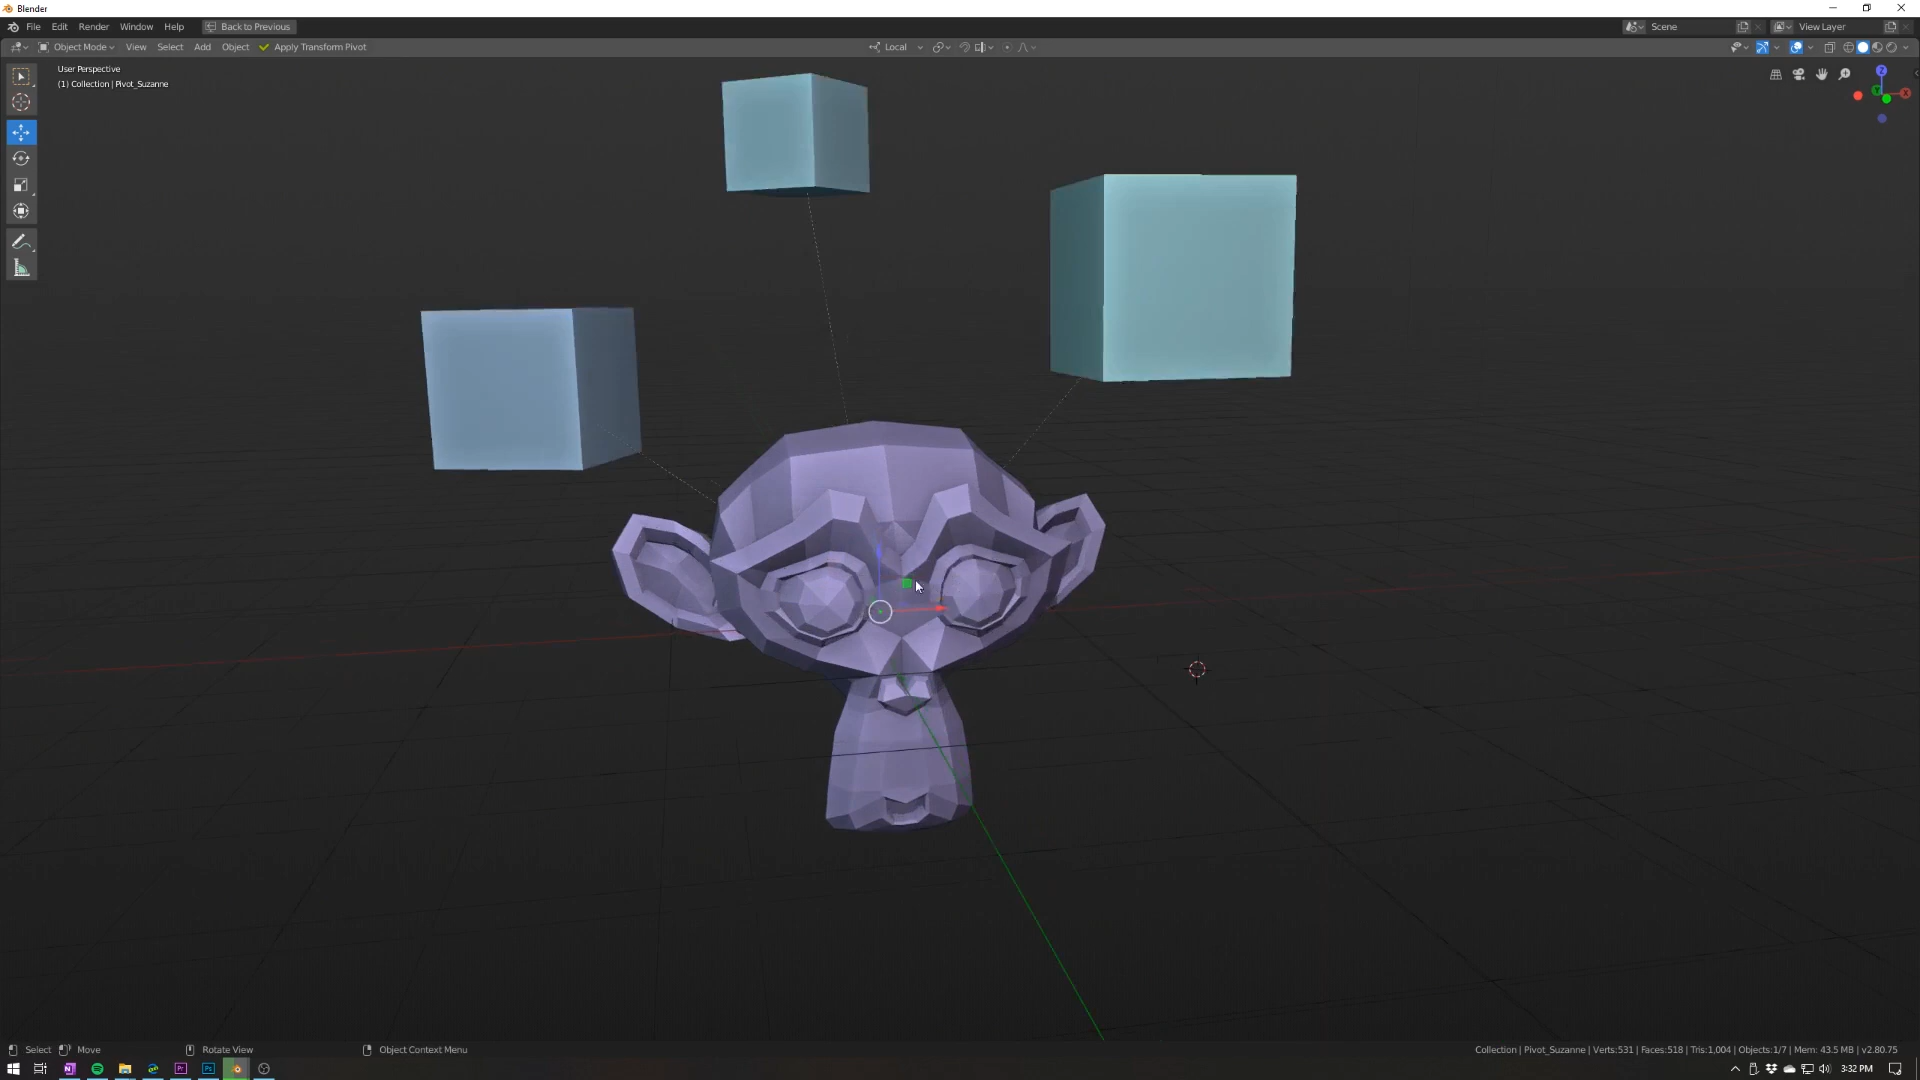 Blender
File Edit Render Window Help Back to Previous Scene View Layer
Object Mode View Select Add Object Apply Transform Pivot Local
User Perspective
(1) Collection | Pivot_Suzanne
Z
Y
X
Select Move Rotate View Object Context Menu Collection | Pivot_Suzanne | Verts:531 | Faces:518 | Tris:1,004 | Objects:1/7 | Mem: 43.5 MB | v2.80.75
N Pr Ps 3:32 PM